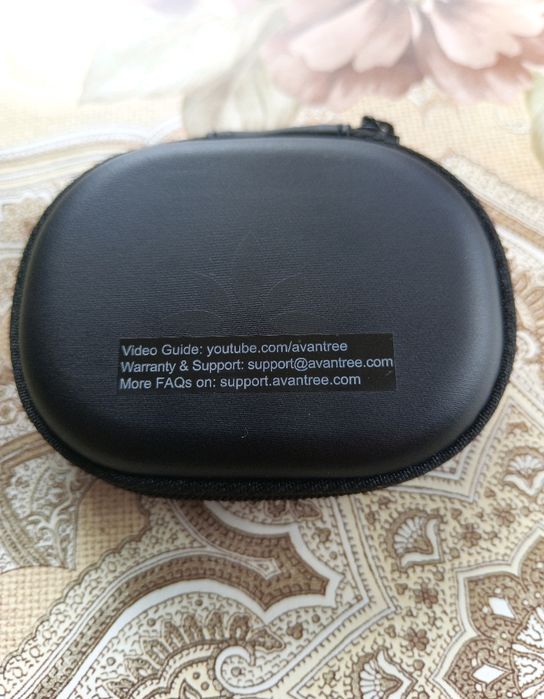 Video Guide: youtube.com/avantree
Warranty & Support: support@avantree.com
More FAQs on: support.avantree.com